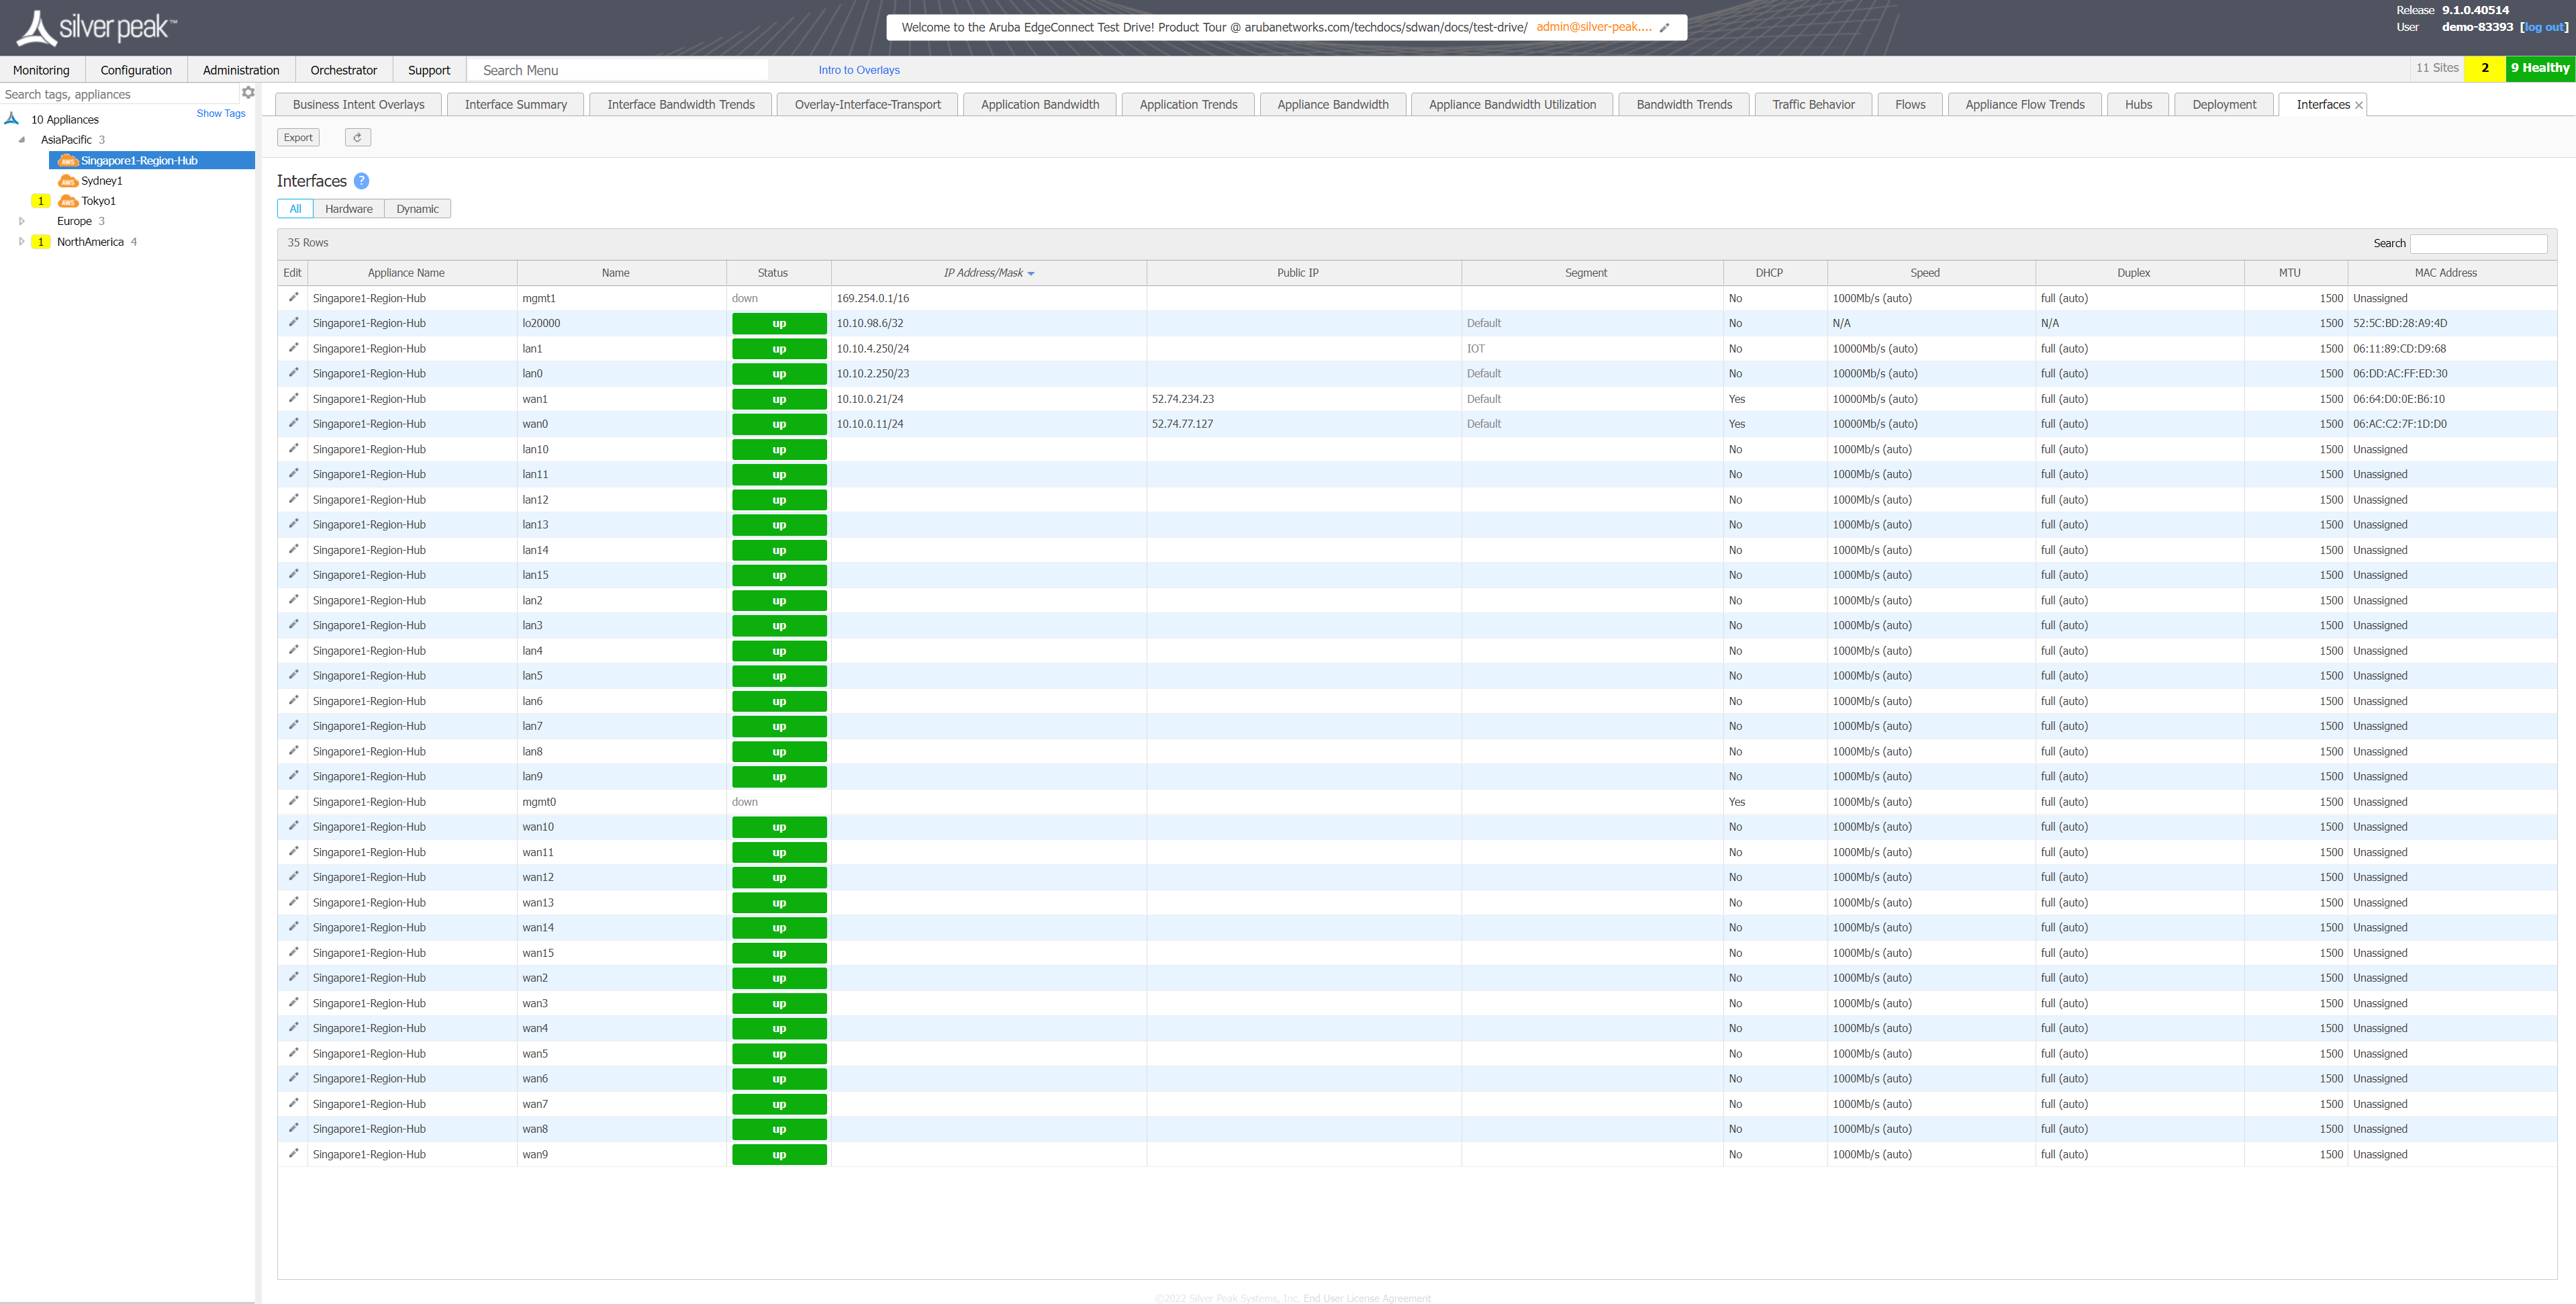 silver peak™
Welcome to the Aruba EdgeConnect Test Drive! Product Tour @ arubanetworks.com/techdocs/sdwan/docs/test-drive/ admin@silver-peak....
Release 9.1.0.40514
User demo-83393 [log out]
Monitoring Configuration Administration Orchestrator Support Search Menu Intro to Overlays 11 Sites 2 9 Healthy
Search tags, appliances
Show Tags
10 Appliances
AsiaPacific 3
aws Singapore1-Region-Hub
aws Sydney1
1 aws Tokyo1
Europe 3
1 NorthAmerica 4
Business Intent Overlays Interface Summary Interface Bandwidth Trends Overlay-Interface-Transport Application Bandwidth Application Trends Appliance Bandwidth Appliance Bandwidth Utilization Bandwidth Trends Traffic Behavior Flows Appliance Flow Trends Hubs Deployment Interfaces
Export
Interfaces ?
All Hardware Dynamic
35 Rows Search
Edit Appliance Name Name Status IP Address/Mask Public IP Segment DHCP Speed Duplex MTU MAC Address
Singapore1-Region-Hub mgmt1 down 169.254.0.1/16 No 1000Mb/s (auto) full (auto) 1500 Unassigned
Singapore1-Region-Hub lo20000 up 10.10.98.6/32 Default No N/A N/A 1500 52:5C:BD:28:A9:4D
Singapore1-Region-Hub lan1 up 10.10.4.250/24 IOT No 10000Mb/s (auto) full (auto) 1500 06:11:89:CD:D9:68
Singapore1-Region-Hub lan0 up 10.10.2.250/23 Default No 10000Mb/s (auto) full (auto) 1500 06:DD:AC:FF:ED:30
Singapore1-Region-Hub wan1 up 10.10.0.21/24 52.74.234.23 Default Yes 10000Mb/s (auto) full (auto) 1500 06:64:D0:0E:B6:10
Singapore1-Region-Hub wan0 up 10.10.0.11/24 52.74.77.127 Default Yes 10000Mb/s (auto) full (auto) 1500 06:AC:C2:7F:1D:D0
Singapore1-Region-Hub lan10 up No 1000Mb/s (auto) full (auto) 1500 Unassigned
Singapore1-Region-Hub lan11 up No 1000Mb/s (auto) full (auto) 1500 Unassigned
Singapore1-Region-Hub lan12 up No 1000Mb/s (auto) full (auto) 1500 Unassigned
Singapore1-Region-Hub lan13 up No 1000Mb/s (auto) full (auto) 1500 Unassigned
Singapore1-Region-Hub lan14 up No 1000Mb/s (auto) full (auto) 1500 Unassigned
Singapore1-Region-Hub lan15 up No 1000Mb/s (auto) full (auto) 1500 Unassigned
Singapore1-Region-Hub lan2 up No 1000Mb/s (auto) full (auto) 1500 Unassigned
Singapore1-Region-Hub lan3 up No 1000Mb/s (auto) full (auto) 1500 Unassigned
Singapore1-Region-Hub lan4 up No 1000Mb/s (auto) full (auto) 1500 Unassigned
Singapore1-Region-Hub lan5 up No 1000Mb/s (auto) full (auto) 1500 Unassigned
Singapore1-Region-Hub lan6 up No 1000Mb/s (auto) full (auto) 1500 Unassigned
Singapore1-Region-Hub lan7 up No 1000Mb/s (auto) full (auto) 1500 Unassigned
Singapore1-Region-Hub lan8 up No 1000Mb/s (auto) full (auto) 1500 Unassigned
Singapore1-Region-Hub lan9 up No 1000Mb/s (auto) full (auto) 1500 Unassigned
Singapore1-Region-Hub mgmt0 down Yes 1000Mb/s (auto) full (auto) 1500 Unassigned
Singapore1-Region-Hub wan10 up No 1000Mb/s (auto) full (auto) 1500 Unassigned
Singapore1-Region-Hub wan11 up No 1000Mb/s (auto) full (auto) 1500 Unassigned
Singapore1-Region-Hub wan12 up No 1000Mb/s (auto) full (auto) 1500 Unassigned
Singapore1-Region-Hub wan13 up No 1000Mb/s (auto) full (auto) 1500 Unassigned
Singapore1-Region-Hub wan14 up No 1000Mb/s (auto) full (auto) 1500 Unassigned
Singapore1-Region-Hub wan15 up No 1000Mb/s (auto) full (auto) 1500 Unassigned
Singapore1-Region-Hub wan2 up No 1000Mb/s (auto) full (auto) 1500 Unassigned
Singapore1-Region-Hub wan3 up No 1000Mb/s (auto) full (auto) 1500 Unassigned
Singapore1-Region-Hub wan4 up No 1000Mb/s (auto) full (auto) 1500 Unassigned
Singapore1-Region-Hub wan5 up No 1000Mb/s (auto) full (auto) 1500 Unassigned
Singapore1-Region-Hub wan6 up No 1000Mb/s (auto) full (auto) 1500 Unassigned
Singapore1-Region-Hub wan7 up No 1000Mb/s (auto) full (auto) 1500 Unassigned
Singapore1-Region-Hub wan8 up No 1000Mb/s (auto) full (auto) 1500 Unassigned
Singapore1-Region-Hub wan9 up No 1000Mb/s (auto) full (auto) 1500 Unassigned
©2022 Silver Peak Systems, Inc. End User License Agreement